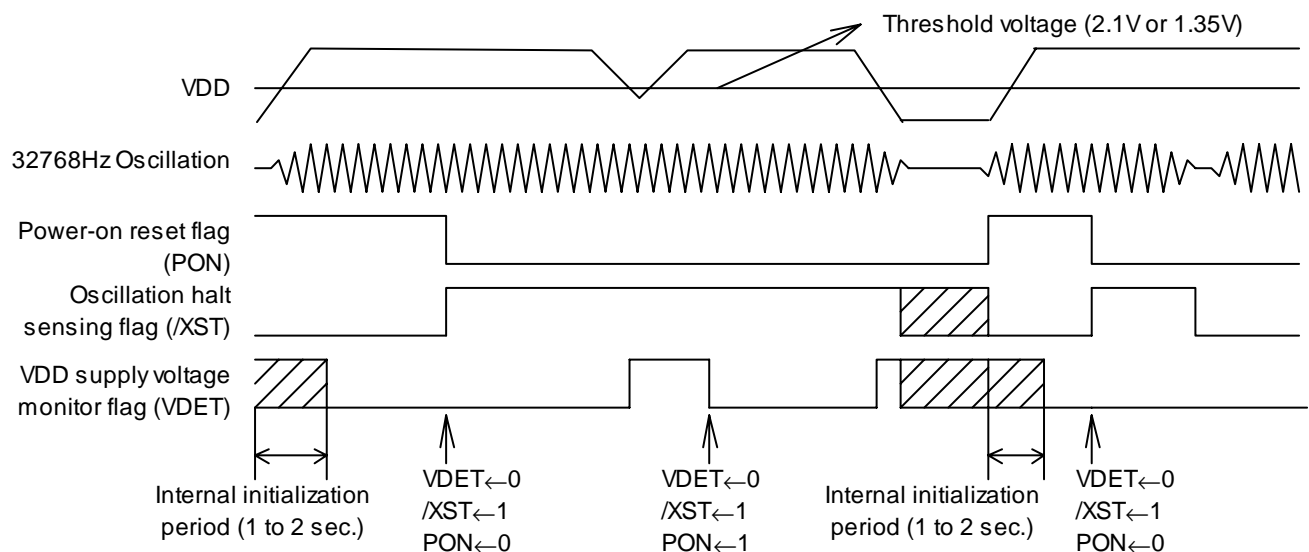 Threshold voltage (2.1V or 1.35V)
VDD
32768Hz Oscillation
Power-on reset flag
(PON)
Oscillation halt
sensing flag (/XST)
VDD supply voltage
monitor flag (VDET)
Internal initialization
period (1 to 2 sec.)
VDET←0
/XST←1
PON←0
VDET←0
/XST←1
PON←1
Internal initialization
period (1 to 2 sec.)
VDET←0
/XST←1
PON←0